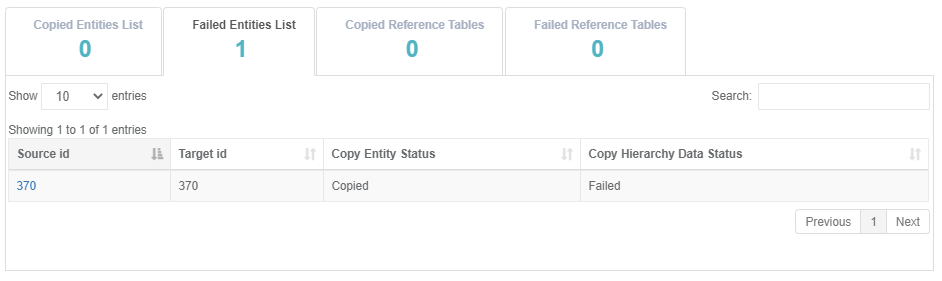 Copied Entities List Failed Entities List Copied Reference Tables Failed Reference Tables
0 1 0 0
Show 10 entries Search:
Showing 1 to 1 of 1 entries
Source id Target id Copy Entity Status Copy Hierarchy Data Status
370 370 Copied Failed
Previous 1 Next